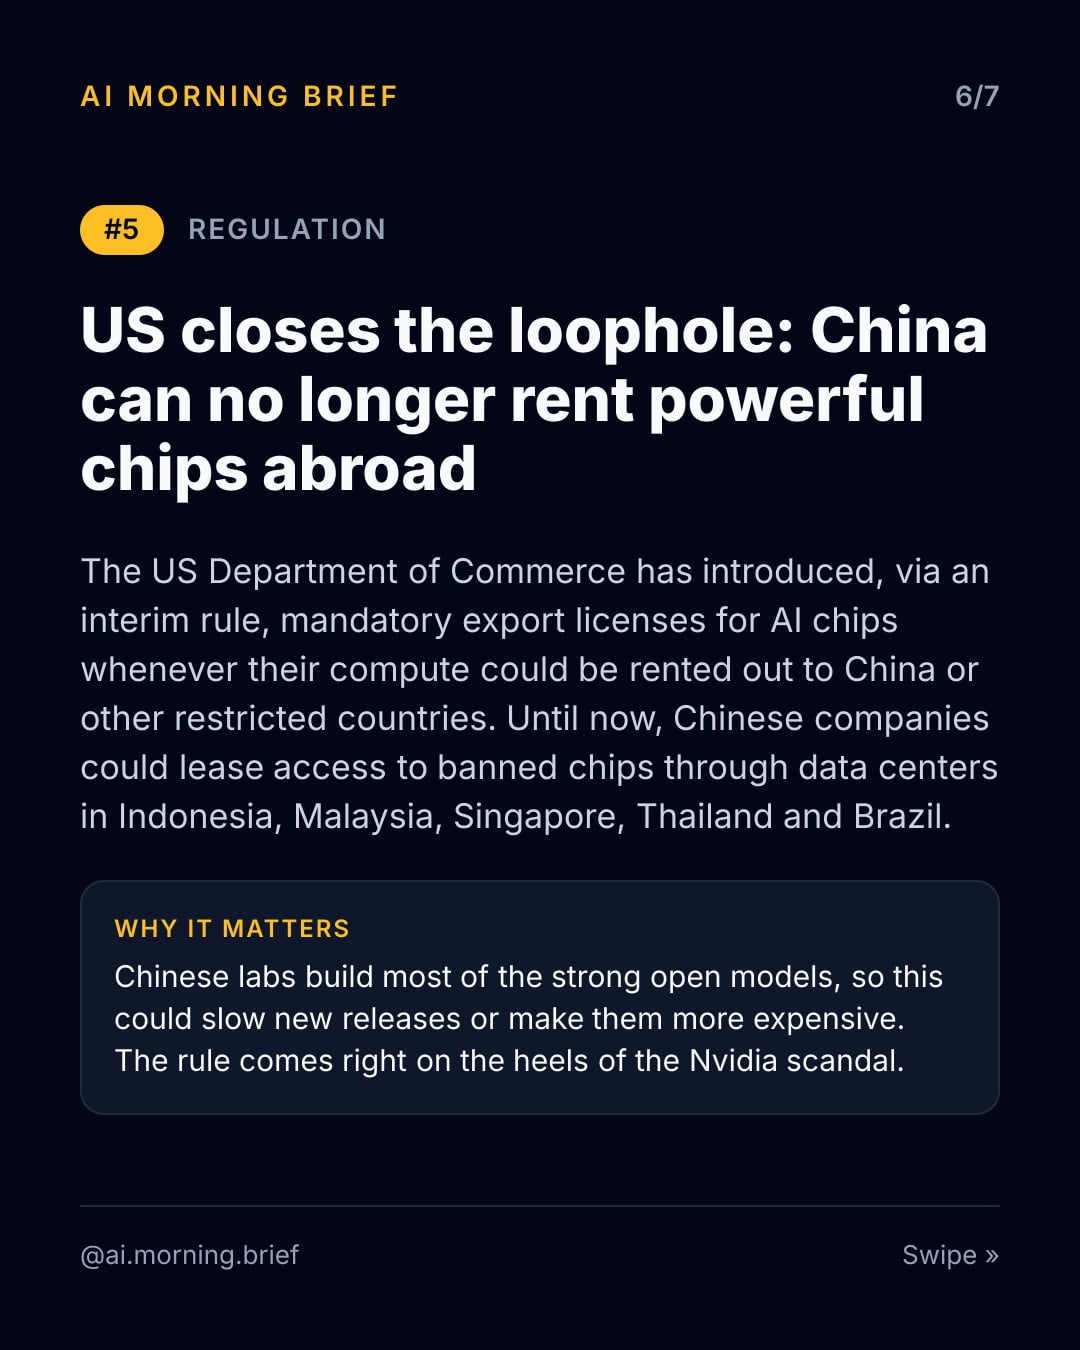 AI MORNING BRIEF
6/7
#5
REGULATION
US closes the loophole: China
can no longer rent powerful
chips abroad
The US Department of Commerce has introduced, via an
interim rule, mandatory export licenses for AI chips
whenever their compute could be rented out to China or
other restricted countries. Until now, Chinese companies
could lease access to banned chips through data centers
in Indonesia, Malaysia, Singapore, Thailand and Brazil.
WHY IT MATTERS
Chinese labs build most of the strong open models, so this
could slow new releases or make them more expensive.
The rule comes right on the heels of the Nvidia scandal.
@ai.morning.brief
Swipe »